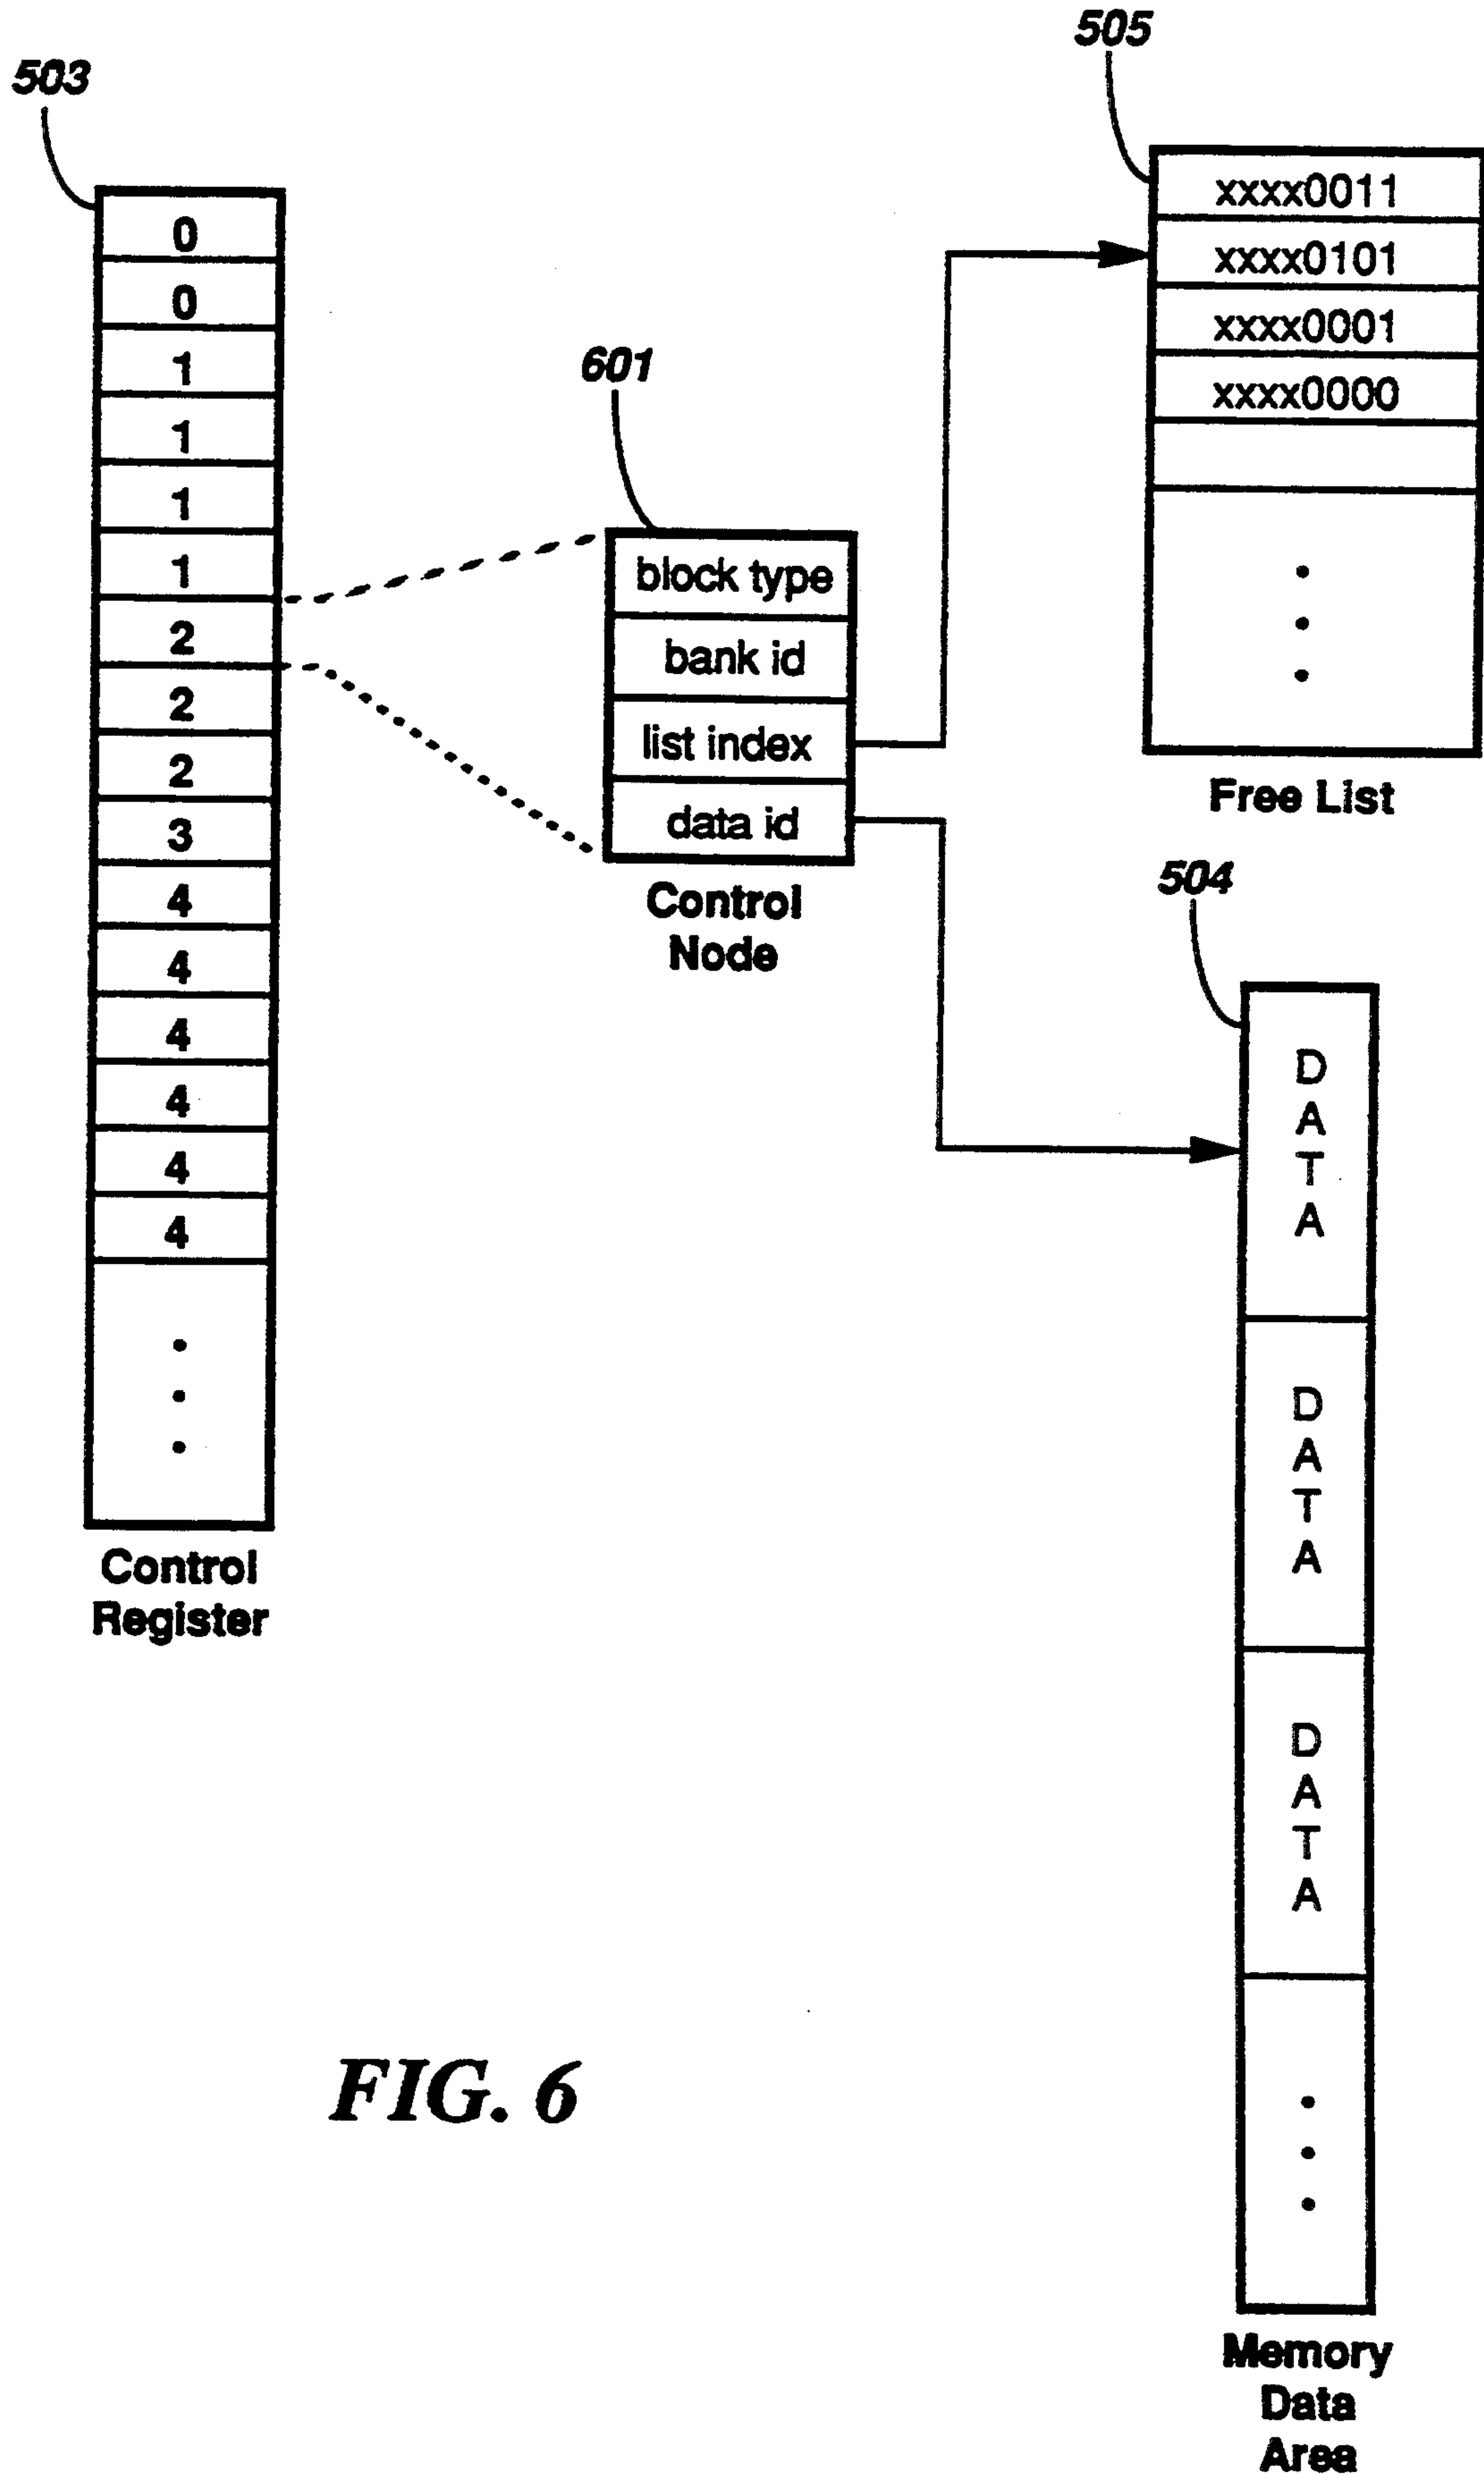 503
0
0
1
1
1
1
2
2
2
3
4
4
4
4
4
4
Control
Register
601
block type
bank id
list index
data id
Control
Node
505
xxxx0011
xxxx0101
xxxx0001
xxxx0000
Free List
504
D
A
T
A
D
A
T
A
D
A
T
A
Memory
Data
Area
FIG. 6